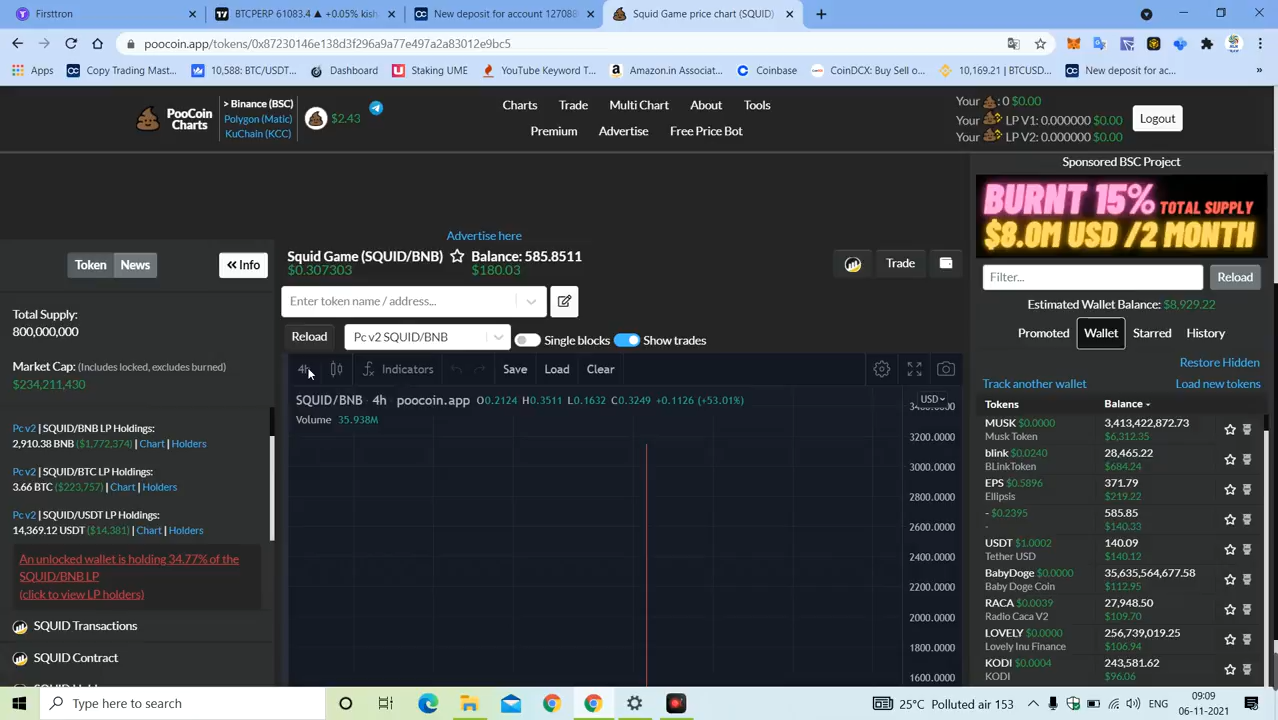 Firsttron
BTCPERP 61083.4 ▲ +0.05% kish
New deposit for account 127088
Squid Game price chart (SQUID)
poocoin.app/tokens/0x87230146e138d3f296a9a77e497a2a83012e9bc5
Apps
Copy Trading Mast...
10,588: BTC/USDT...
Dashboard
Staking UME
YouTube Keyword T...
Amazon.in Associat...
Coinbase
CoinDCX: Buy Sell o...
10,169.21 | BTCUSD...
New deposit for ac...
»
PooCoin
Charts
> Binance (BSC)
Polygon (Matic)
KuChain (KCC)
$2.43
Charts
Trade
Multi Chart
About
Tools
Premium
Advertise
Free Price Bot
Your : 0 $0.00
Your LP V1: 0.000000 $0.00
Your LP V2: 0.000000 $0.00
Logout
Sponsored BSC Project
BURNT 15% TOTAL SUPPLY
$8.0M USD /2 MONTH
Advertise here
Token
News
« Info
Squid Game (SQUID/BNB)
$0.307303
Balance: 585.8511
$180.03
Trade
Filter...
Reload
Enter token name / address...
Estimated Wallet Balance: $8,929.22
Total Supply:
800,000,000
Reload
Pc v2 SQUID/BNB
Single blocks
Show trades
Promoted
Wallet
Starred
History
Market Cap: (Includes locked, excludes burned)
$234,211,430
4h
Indicators
Save
Load
Clear
Restore Hidden
Track another wallet
Load new tokens
SQUID/BNB · 4h · poocoin.app O0.2124 H0.3511 L0.1632 C0.3249 +0.1126 (+53.01%)
Volume 35.938M
USD
3400.0000
3200.0000
3000.0000
2800.0000
2600.0000
2400.0000
2200.0000
2000.0000
1800.0000
1600.0000
Pc v2 | SQUID/BNB LP Holdings:
2,910.38 BNB ($1,772,374) | Chart | Holders
Pc v2 | SQUID/BTC LP Holdings:
3.66 BTC ($223,757) | Chart | Holders
Pc v2 | SQUID/USDT LP Holdings:
14,369.12 USDT ($14,381) | Chart | Holders
An unlocked wallet is holding 34.77% of the
SQUID/BNB LP
(click to view LP holders)
SQUID Transactions
SQUID Contract
Tokens
Balance
MUSK $0.0000
Musk Token
3,413,422,872.73
$6,312.35
blink $0.0240
BLinkToken
28,465.22
$684.24
EPS $0.5896
Ellipsis
371.79
$219.22
- $0.2395
-
585.85
$140.33
USDT $1.0002
Tether USD
140.09
$140.12
BabyDoge $0.0000
Baby Doge Coin
35,635,564,677.58
$112.95
RACA $0.0039
Radio Caca V2
27,948.50
$109.70
LOVELY $0.0000
Lovely Inu Finance
256,739,019.25
$106.94
KODI $0.0004
KODI
243,581.62
$96.06
Type here to search
25°C Polluted air 153
ENG
09:09
06-11-2021